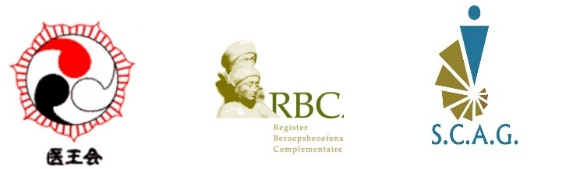 医王会
RBC
Register
Beroepsbeoefena
Complementaire
S.C.A.G.